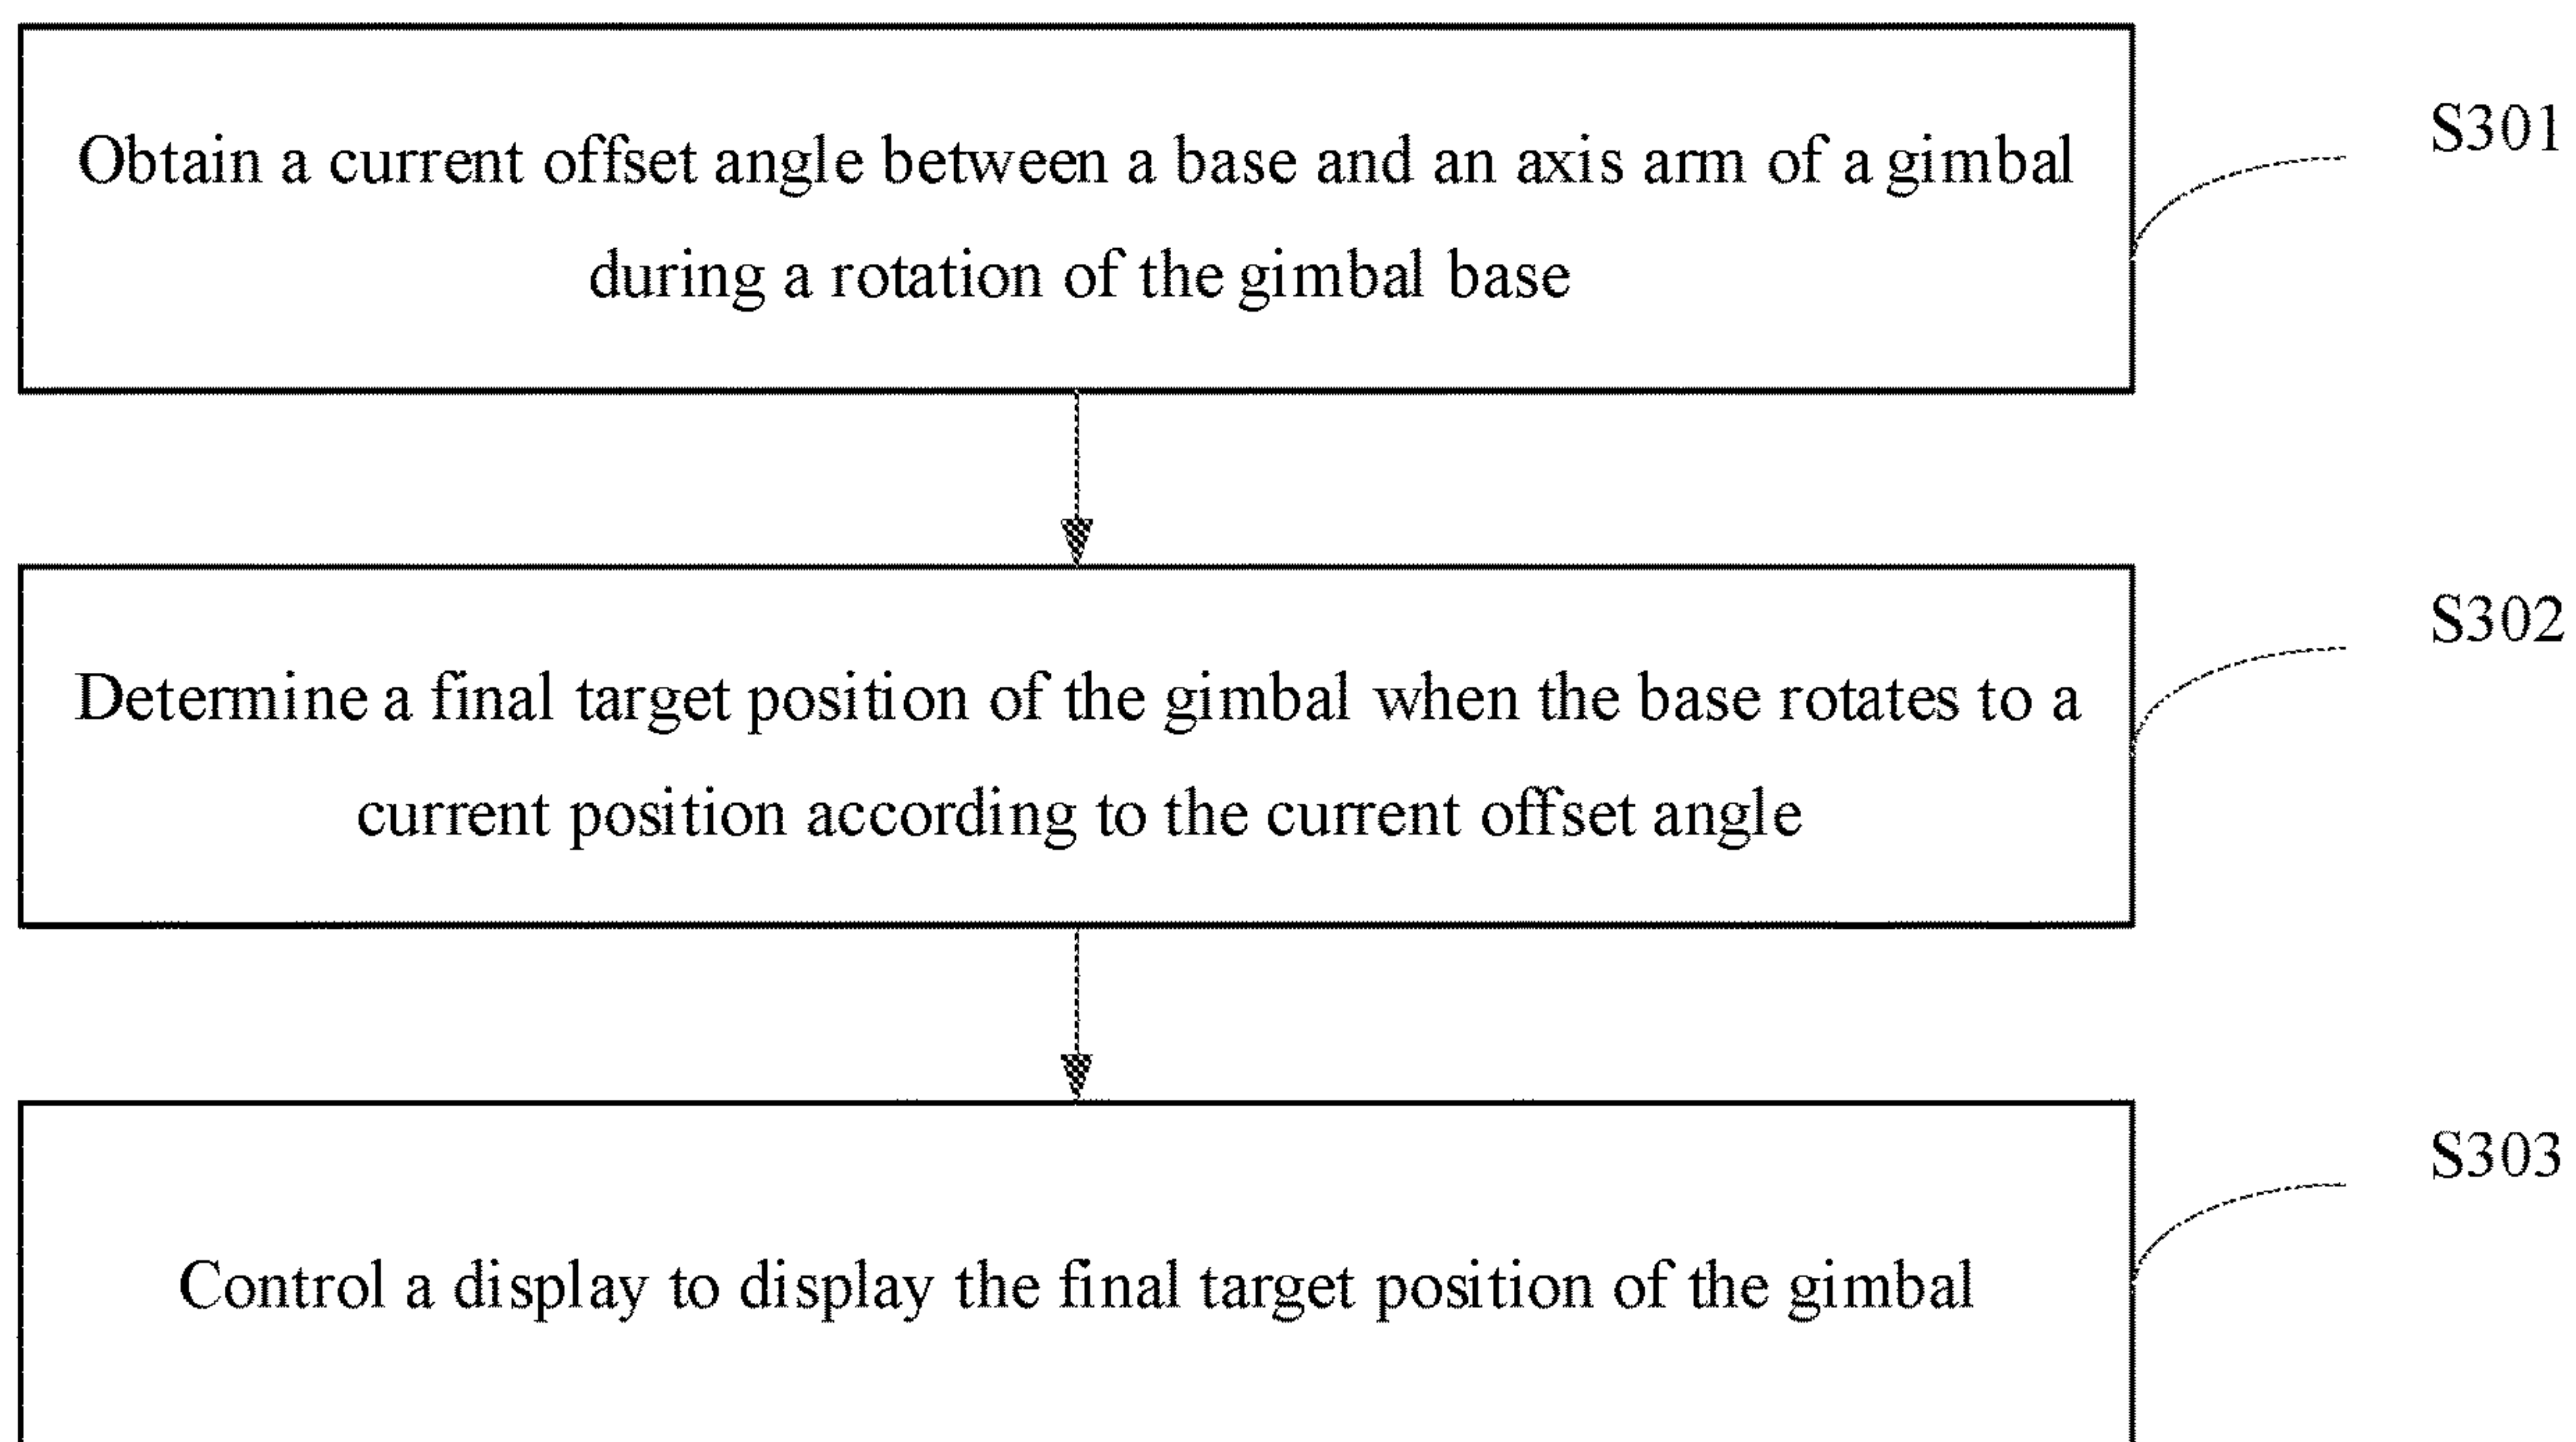 Obtain a current offset angle between a base and an axis arm of a gimbal
during a rotation of the gimbal base
S301
Determine a final target position of the gimbal when the base rotates to a
current position according to the current offset angle
S302
Control a display to display the final target position of the gimbal
S303